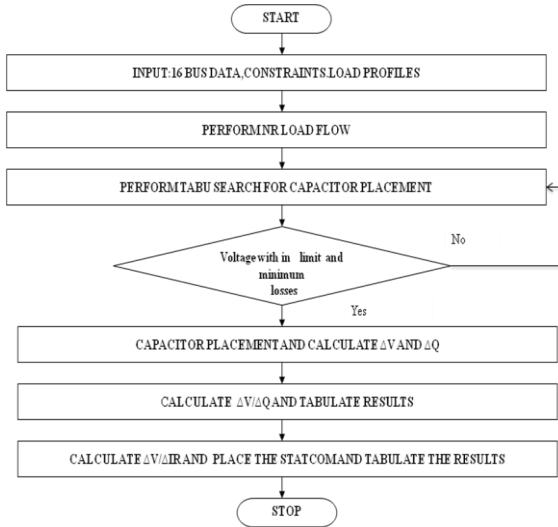 START
INPUT:16 BUS DATA,CONSTRAINTS.LOAD PROFILES
PERFORM NR LOAD FLOW
PERFORM TABU SEARCH FOR CAPACITOR PLACEMENT
Voltage with in limit and
minimum
losses
No
Yes
CAPACITOR PLACEMENT AND CALCULATE ΔV AND ΔQ
CALCULATE ΔV/ΔQ AND TABULATE RESULTS
CALCULATE ΔV/ΔIR AND PLACE THE STATCOM AND TABULATE THE RESULTS
STOP